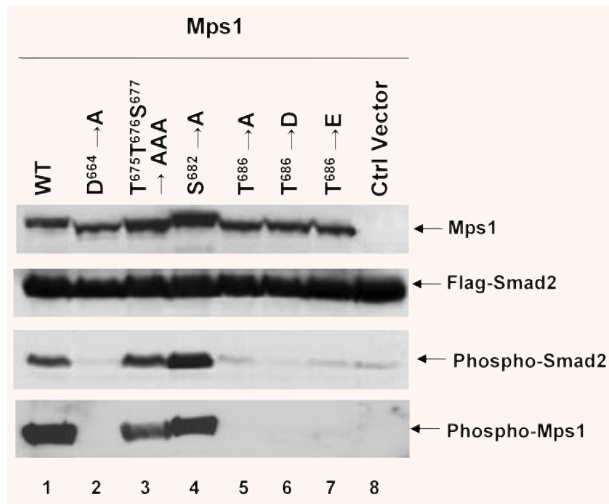 Mps1
WT
D⁶⁶⁴ → A
T⁶⁷⁵T⁶⁷⁶S⁶⁷⁷
→ AAA
S⁶⁸² → A
T⁶⁸⁶ → A
T⁶⁸⁶ → D
T⁶⁸⁶ → E
Ctrl Vector
Mps1
Flag-Smad2
Phospho-Smad2
Phospho-Mps1
1 2 3 4 5 6 7 8